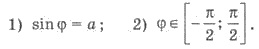 1) sin φ = a; 2) φ ∈ [−π/2; π/2].